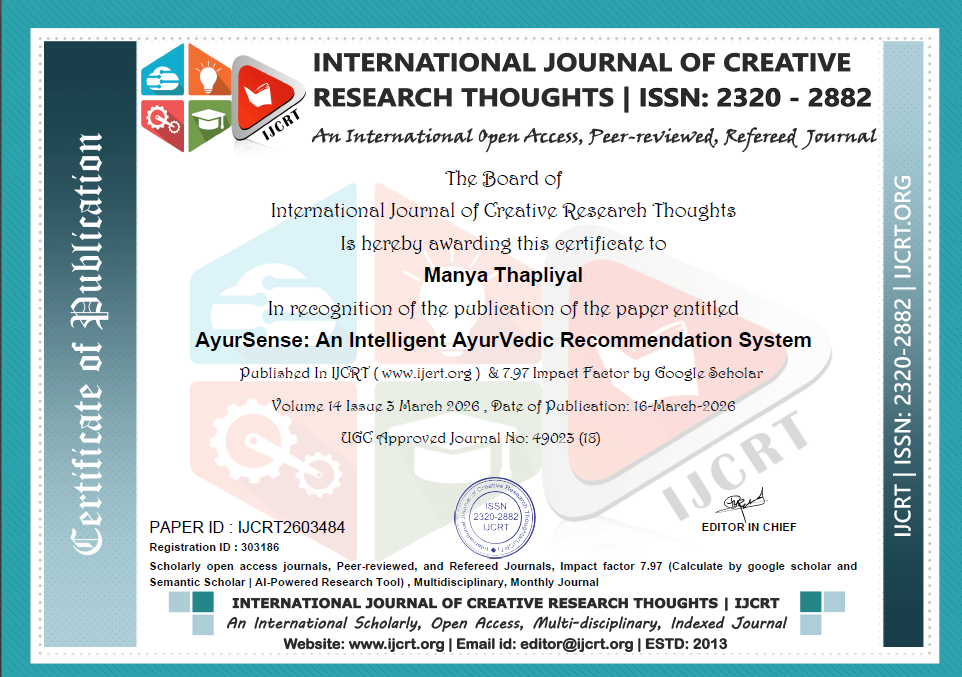 Certificate of Publication
IJCRT
INTERNATIONAL JOURNAL OF CREATIVE
RESEARCH THOUGHTS | ISSN: 2320 - 2882
An International Open Access, Peer-reviewed, Refereed Journal
The Board of
International Journal of Creative Research Thoughts
Is hereby awarding this certificate to
Manya Thapliyal
In recognition of the publication of the paper entitled
AyurSense: An Intelligent AyurVedic Recommendation System
Published In IJCRT ( www.ijcrt.org ) & 7.97 Impact Factor by Google Scholar
Volume 14 Issue 3 March 2026 , Date of Publication: 16-March-2026
UGC Approved Journal No: 49023 (18)
IJCRT
International Journal of Creative Research Thoughts (IJCRT)
ISSN
2320-2882
IJCRT
PAPER ID : IJCRT2603484
Registration ID : 303186
EDITOR IN CHIEF
Scholarly open access journals, Peer-reviewed, and Refereed Journals, Impact factor 7.97 (Calculate by google scholar and
Semantic Scholar | AI-Powered Research Tool) , Multidisciplinary, Monthly Journal
INTERNATIONAL JOURNAL OF CREATIVE RESEARCH THOUGHTS | IJCRT
An International Scholarly, Open Access, Multi-disciplinary, Indexed Journal
Website: www.ijcrt.org | Email id: editor@ijcrt.org | ESTD: 2013
IJCRT | ISSN: 2320-2882 | IJCRT.ORG